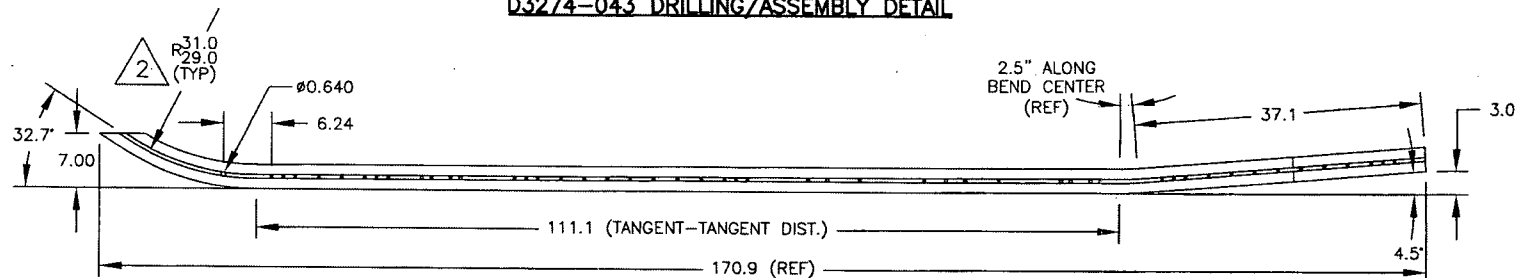 D3274-043 DRILLING/ASSEMBLY DETAIL
2
R31.0
29.0
(TYP)
ø0.640
6.24
32.7°
7.00
2.5" ALONG
BEND CENTER
(REF)
37.1
3.0
111.1 (TANGENT-TANGENT DIST.)
4.5°
170.9 (REF)